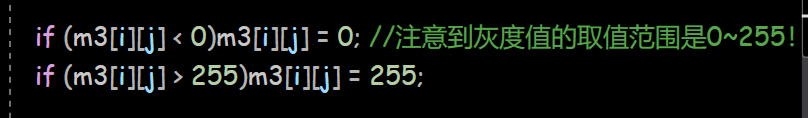 if (m3[i][j] < 0)m3[i][j] = 0; //注意到灰度值的取值范围是0~255!
if (m3[i][j] > 255)m3[i][j] = 255;